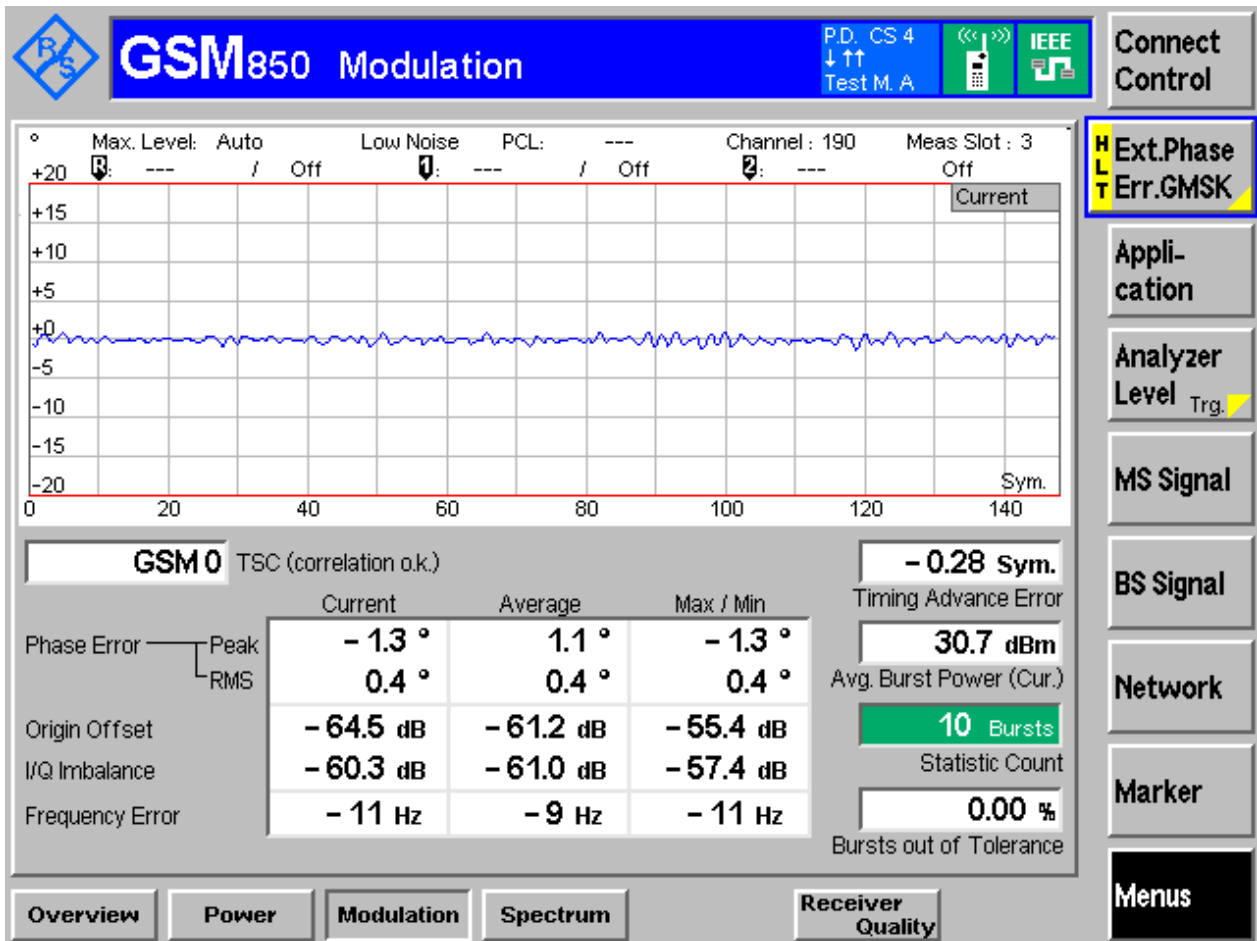 R/S
GSM850 Modulation
P.D. CS 4
↓ ↑↑
Test M. A
IEEE
Connect
Control
° Max. Level: Auto Low Noise PCL: --- Channel : 190 Meas Slot : 3
R: --- / Off 1: --- / Off 2: --- Off
Current
+20
+15
+10
+5
+0
-5
-10
-15
-20
Sym.
0 20 40 60 80 100 120 140
HLT
Ext.Phase
Err.GMSK
Appli-
cation
Analyzer
Level Trg.
MS Signal
BS Signal
Network
Marker
Menus
GSM 0 TSC (correlation o.k.)
Current Average Max / Min
Phase Error Peak – 1.3 ° 1.1 ° – 1.3 °
RMS 0.4 ° 0.4 ° 0.4 °
Origin Offset – 64.5 dB – 61.2 dB – 55.4 dB
I/Q Imbalance – 60.3 dB – 61.0 dB – 57.4 dB
Frequency Error – 11 Hz – 9 Hz – 11 Hz
– 0.28 Sym.
Timing Advance Error
30.7 dBm
Avg. Burst Power (Cur.)
10 Bursts
Statistic Count
0.00 %
Bursts out of Tolerance
Overview Power Modulation Spectrum Receiver
Quality